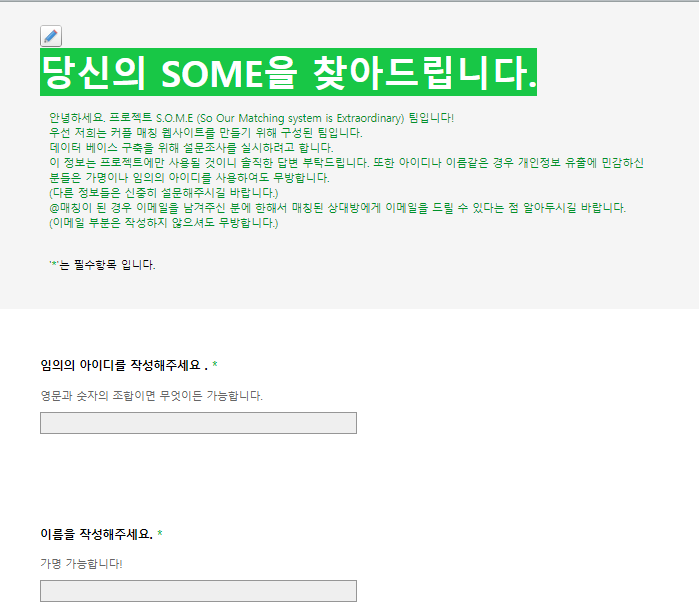 당신의 SOME을 찾아드립니다.
안녕하세요. 프로젝트 S.O.M.E (So Our Matching system is Extraordinary) 팀입니다!
우선 저희는 커플 매칭 웹사이트를 만들기 위해 구성된 팀입니다.
데이터 베이스 구축을 위해 설문조사를 실시하려고 합니다.
이 정보는 프로젝트에만 사용될 것이니 솔직한 답변 부탁드립니다. 또한 아이디나 이름같은 경우 개인정보 유출에 민감하신
분들은 가명이나 임의의 아이디를 사용하여도 무방합니다.
(다른 정보들은 신중히 설문해주시길 바랍니다.)
@매칭이 된 경우 이메일을 남겨주신 분에 한해서 매칭된 상대방에게 이메일을 드릴 수 있다는 점 알아두시길 바랍니다.
(이메일 부분은 작성하지 않으셔도 무방합니다.)
'*'는 필수항목 입니다.
임의의 아이디를 작성해주세요 . *
영문과 숫자의 조합이면 무엇이든 가능합니다.
이름을 작성해주세요. *
가명 가능합니다!